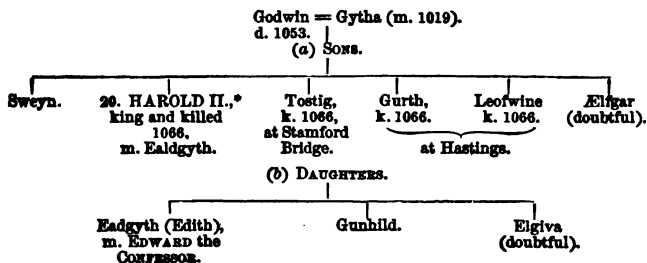 Godwin = Gytha (m. 1019).
d. 1053.
(a) SONS.
Sweyn. 20. HAROLD II.,* Tostig, Gurth, Leofwine Ælfgar
king and killed k. 1066, k. 1066. k. 1066. (doubtful).
1066, at Stamford
m. Ealdgyth. Bridge. at Hastings.
(b) DAUGHTERS.
Eadgyth (Edith), Gunhild. Elgiva
m. EDWARD the (doubtful).
CONFESSOR.